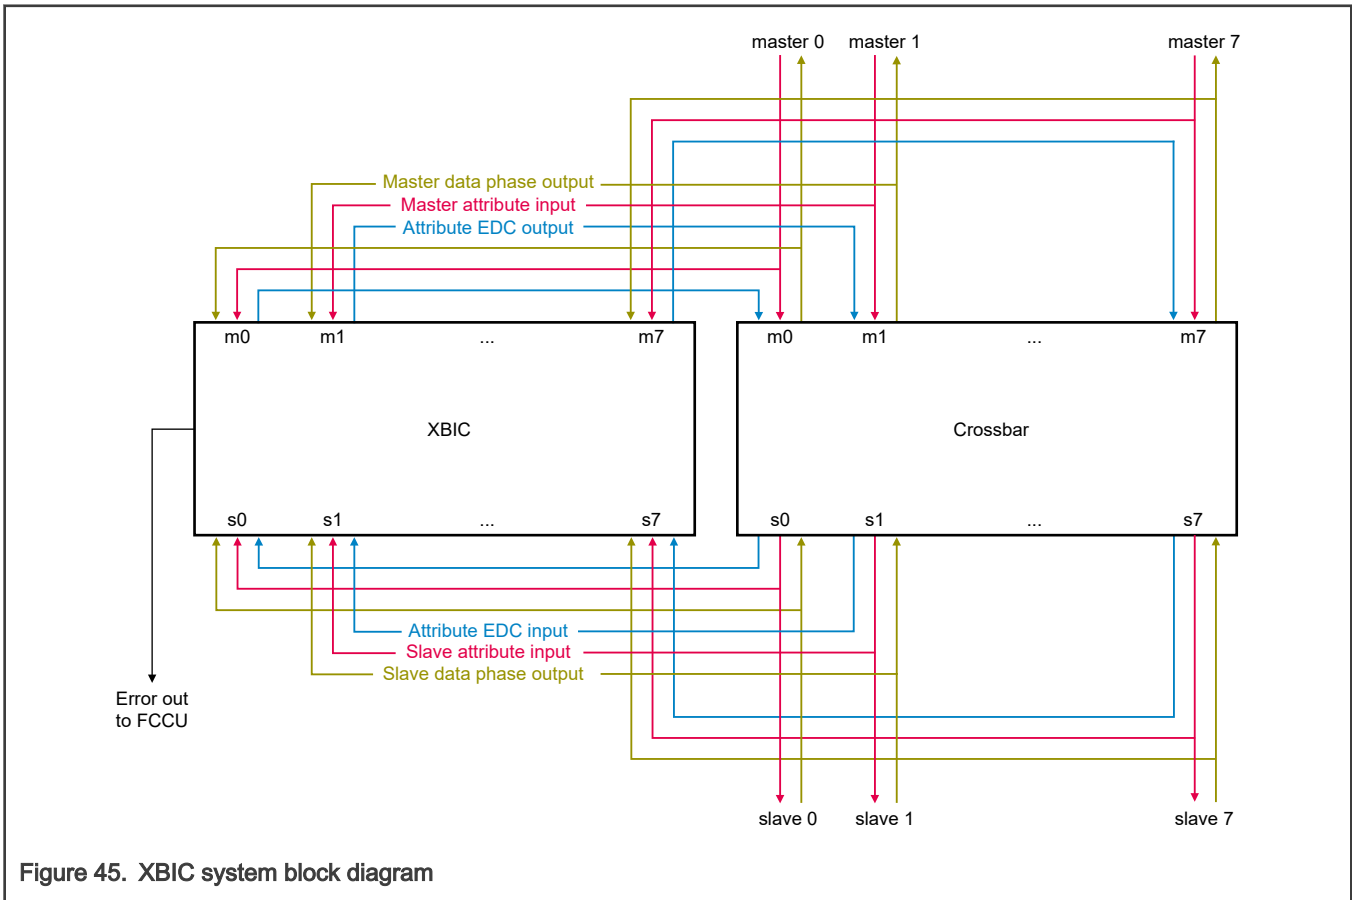 master 0 master 1 master 7
Master data phase output
Master attribute input
Attribute EDC output
m0 m1 ... m7 m0 m1 ... m7
XBIC Crossbar
s0 s1 ... s7 s0 s1 ... s7
Attribute EDC input
Slave attribute input
Slave data phase output
Error out
to FCCU
slave 0 slave 1 slave 7
Figure 45. XBIC system block diagram